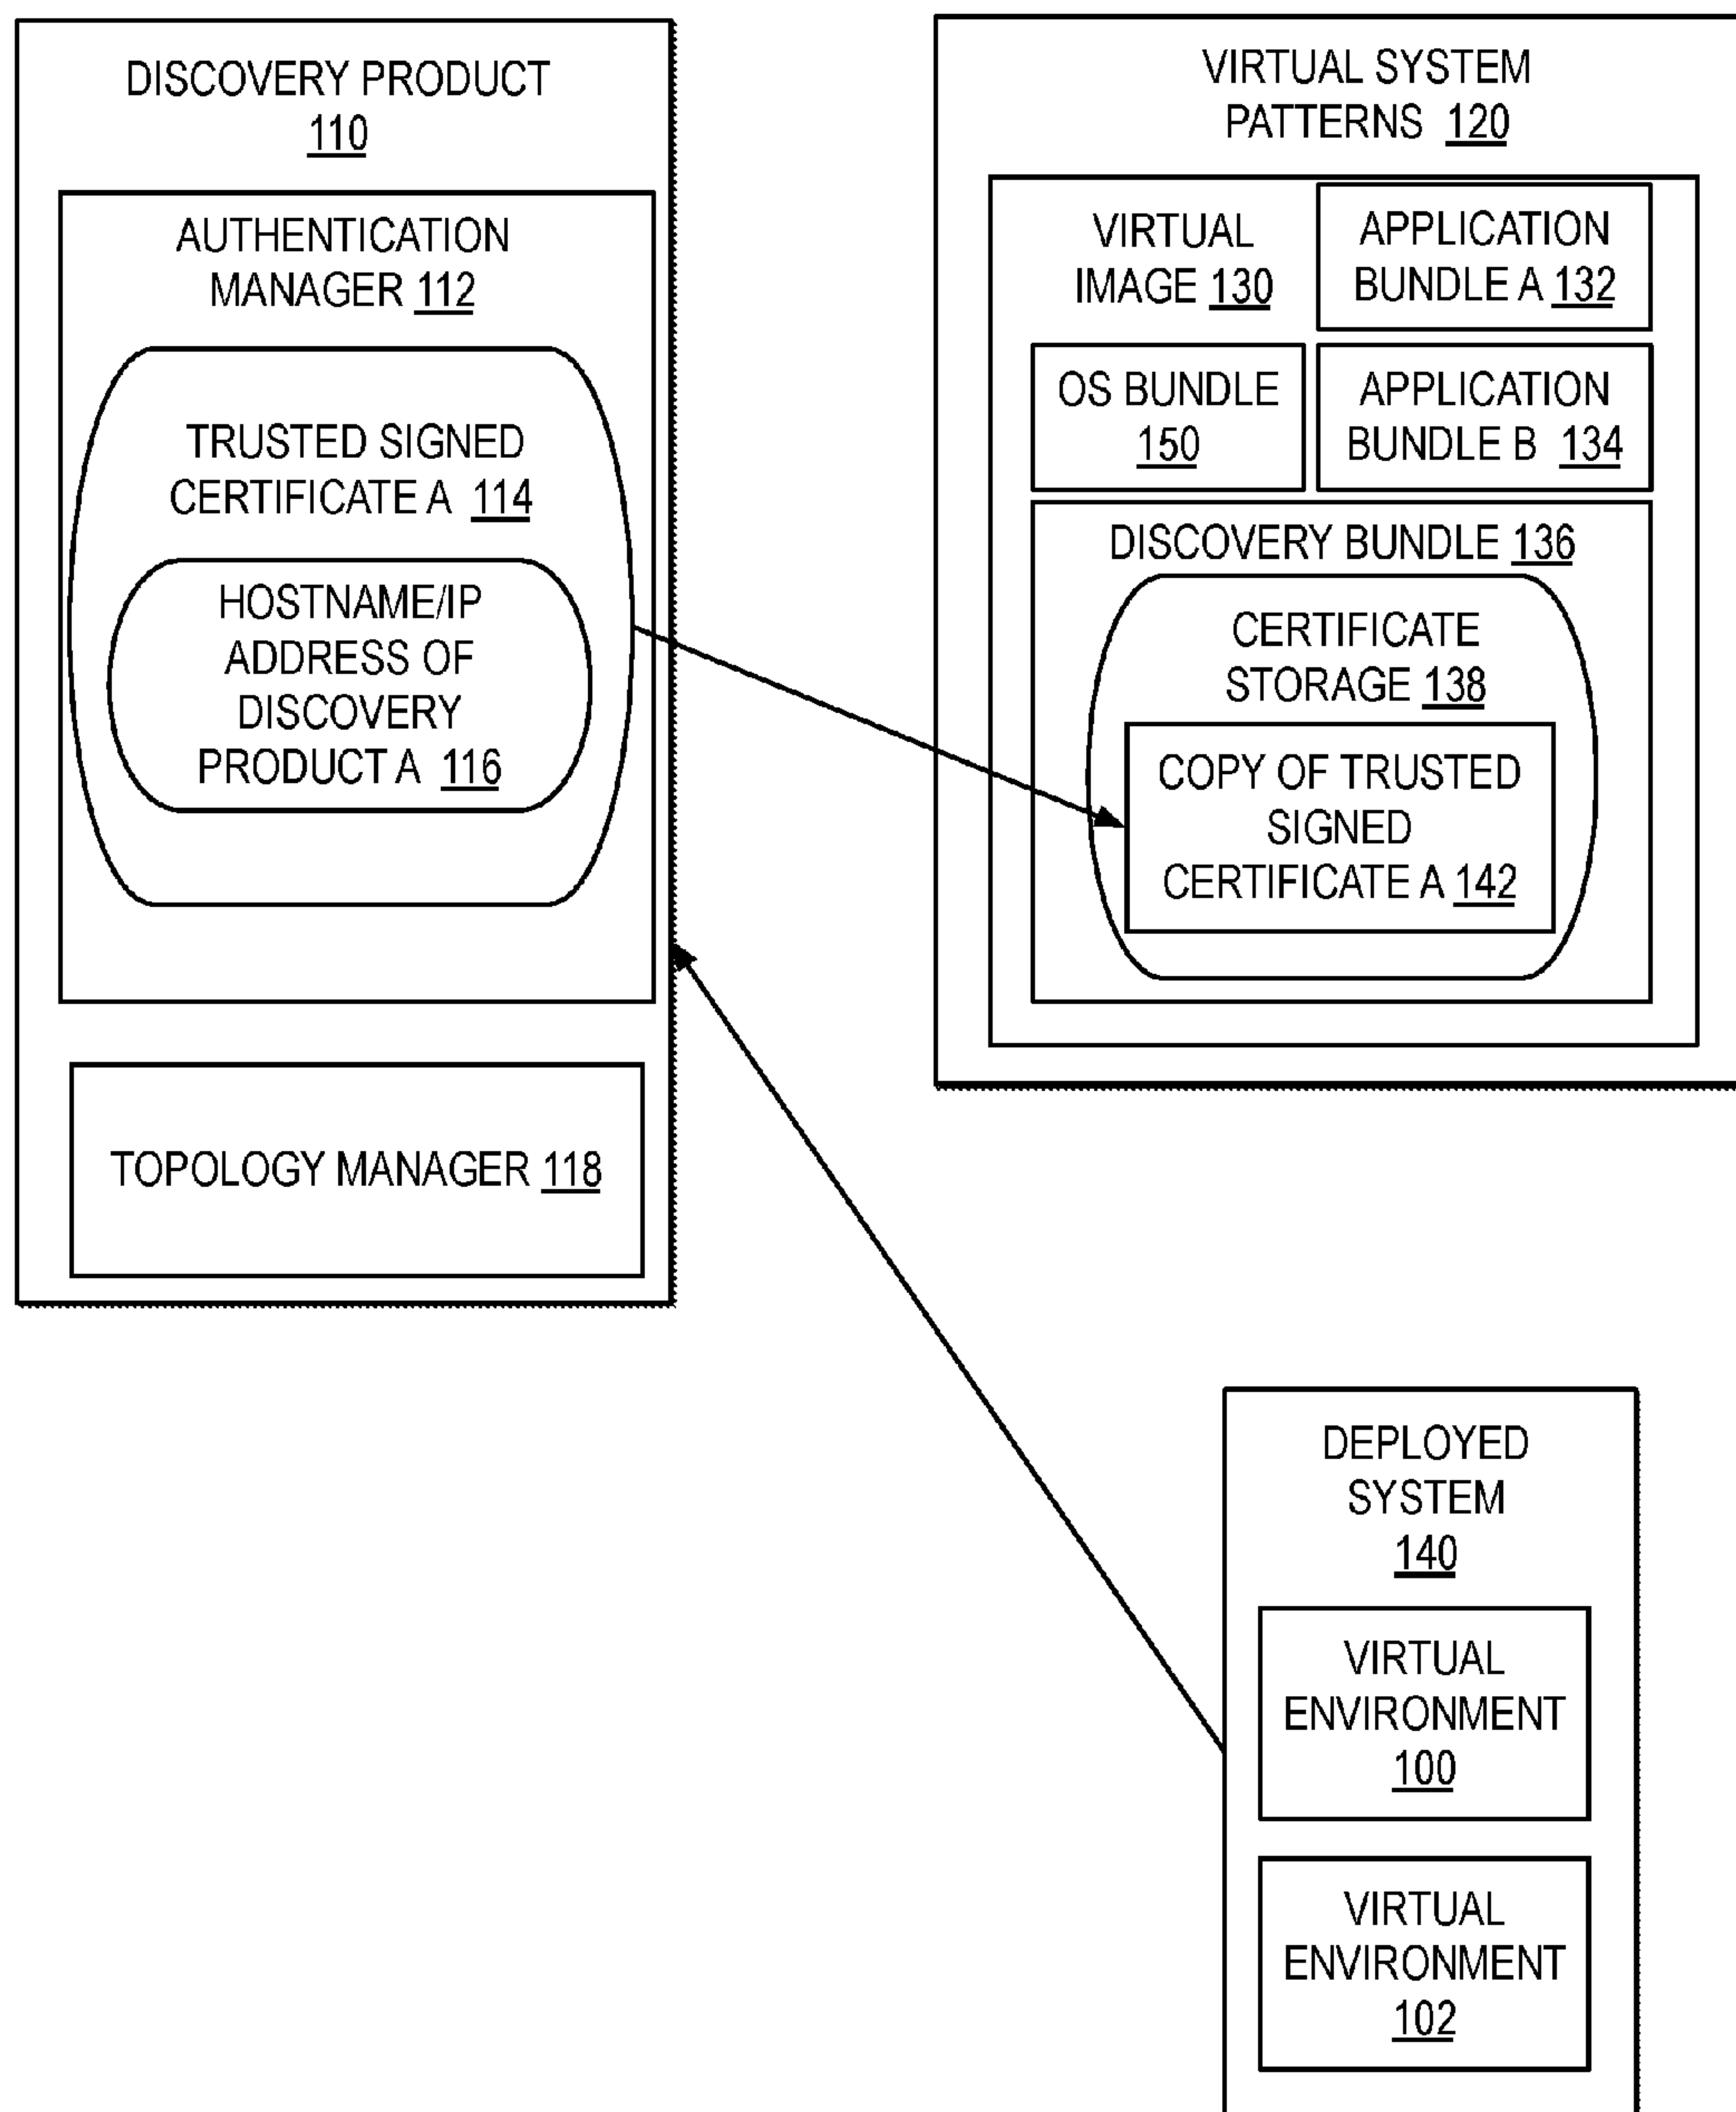 DISCOVERY PRODUCT
110
AUTHENTICATION
MANAGER 112
TRUSTED SIGNED
CERTIFICATE A 114
HOSTNAME/IP
ADDRESS OF
DISCOVERY
PRODUCT A 116
TOPOLOGY MANAGER 118
VIRTUAL SYSTEM
PATTERNS 120
VIRTUAL
IMAGE 130
APPLICATION
BUNDLE A 132
OS BUNDLE
150
APPLICATION
BUNDLE B 134
DISCOVERY BUNDLE 136
CERTIFICATE
STORAGE 138
COPY OF TRUSTED
SIGNED
CERTIFICATE A 142
DEPLOYED
SYSTEM
140
VIRTUAL
ENVIRONMENT
100
VIRTUAL
ENVIRONMENT
102